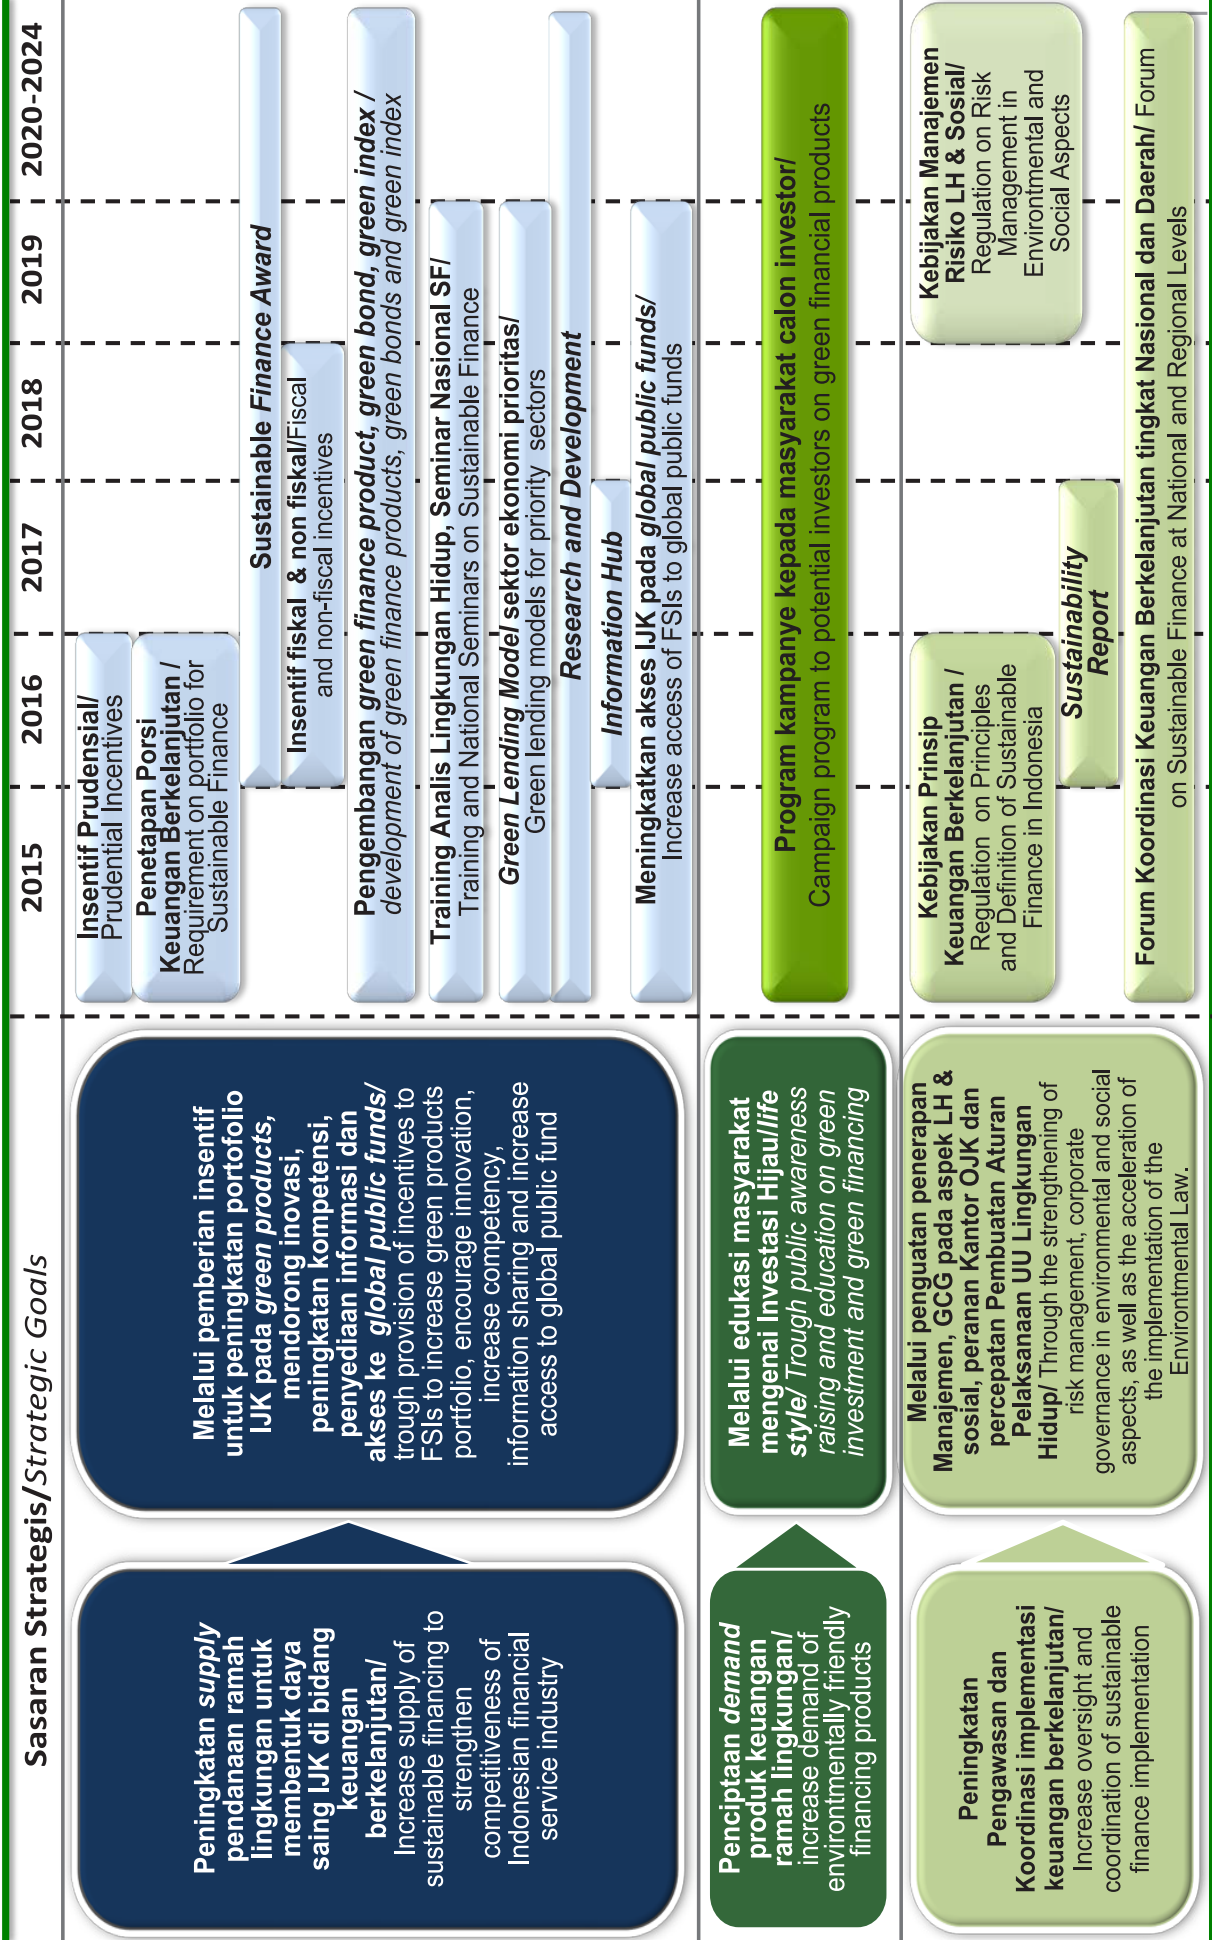 Sasaran Strategis/Strategic Goals
2015
2016
2017
2018
2019
2020-2024
Peningkatan supply
pendanaan ramah
lingkungan untuk
membentuk daya
saing IJK di bidang
keuangan
berkelanjutan/
Increase supply of
sustainable financing to
strengthen
competitiveness of
Indonesian financial
service industry
Melalui pemberian insentif
untuk peningkatan portofolio
IJK pada green products,
mendorong inovasi,
peningkatan kompetensi,
penyediaan informasi dan
akses ke global public funds/
trough provision of incentives to
FSIs to increase green products
portfolio, encourage innovation,
increase competency,
information sharing and increase
access to global public fund
Insentif Prudensial/
Prudential Incentives
Penetapan Porsi
Keuangan Berkelanjutan /
Requirement on portfolio for
Sustainable Finance
Sustainable Finance Award
Insentif fiskal & non fiskal/Fiscal
and non-fiscal incentives
Pengembangan green finance product, green bond, green index /
development of green finance products, green bonds and green index
Training Analis Lingkungan Hidup, Seminar Nasional SF/
Training and National Seminars on Sustainable Finance
Green Lending Model sektor ekonomi prioritas/
Green lending models for priority sectors
Research and Development
Information Hub
Meningkatkan akses IJK pada global public funds/
Increase access of FSIs to global public funds
Penciptaan demand
produk keuangan
ramah lingkungan/
increase demand of
environtmentally friendly
financing products
Melalui edukasi masyarakat
mengenai Investasi Hijau/life
style/ Trough public awareness
raising and education on green
investment and green financing
Program kampanye kepada masyarakat calon investor/
Campaign program to potential investors on green financial products
Peningkatan
Pengawasan dan
Koordinasi implementasi
keuangan berkelanjutan/
Increase oversight and
coordination of sustainable
finance implementation
Melalui penguatan penerapan
Manajemen, GCG pada aspek LH &
sosial, peranan Kantor OJK dan
percepatan Pembuatan Aturan
Pelaksanaan UU Lingkungan
Hidup/ Through the strengthening of
risk management, corporate
governance in environmental and social
aspects, as well as the acceleration of
the implementation of the
Environtmental Law.
Kebijakan Prinsip
Keuangan Berkelanjutan /
Regulation on Principles
and Definition of Sustainable
Finance in Indonesia
Kebijakan Manajemen
Risiko LH & Sosial/
Regulation on Risk
Management in
Environtmental and
Social Aspects
Sustainability
Report
Forum Koordinasi Keuangan Berkelanjutan tingkat Nasional dan Daerah/ Forum
on Sustainable Finance at National and Regional Levels